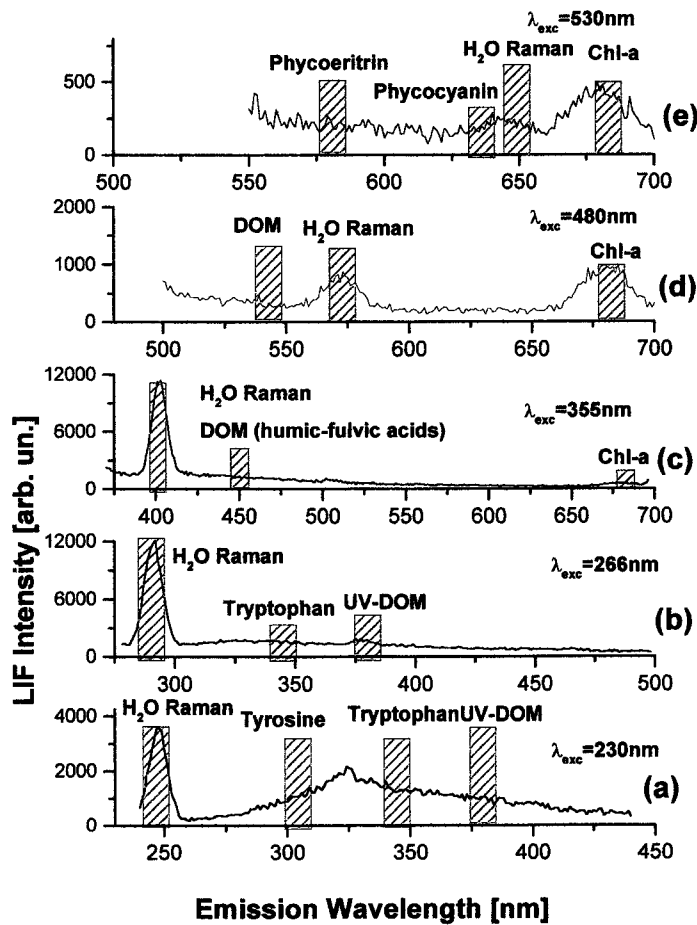 λexc=530nm
H2O Raman
Phycoeritrin
Chl-a
Phycocyanin
500
(e)
0
500 550 600 650 700
2000
DOM
H2O Raman
λexc=480nm
1000
Chl-a
(d)
0
500 550 600 650 700
12000
H2O Raman
λexc=355nm
6000
DOM (humic-fulvic acids)
Chl-a
(c)
0
400 450 500 550 600 650 700
12000
H2O Raman
λexc=266nm
6000
Tryptophan
UV-DOM
(b)
0
300 350 400 450 500
H2O Raman
4000
Tyrosine
TryptophanUV-DOM
λexc=230nm
2000
(a)
0
250 300 350 400 450
LIF Intensity [arb. un.]
Emission Wavelength [nm]